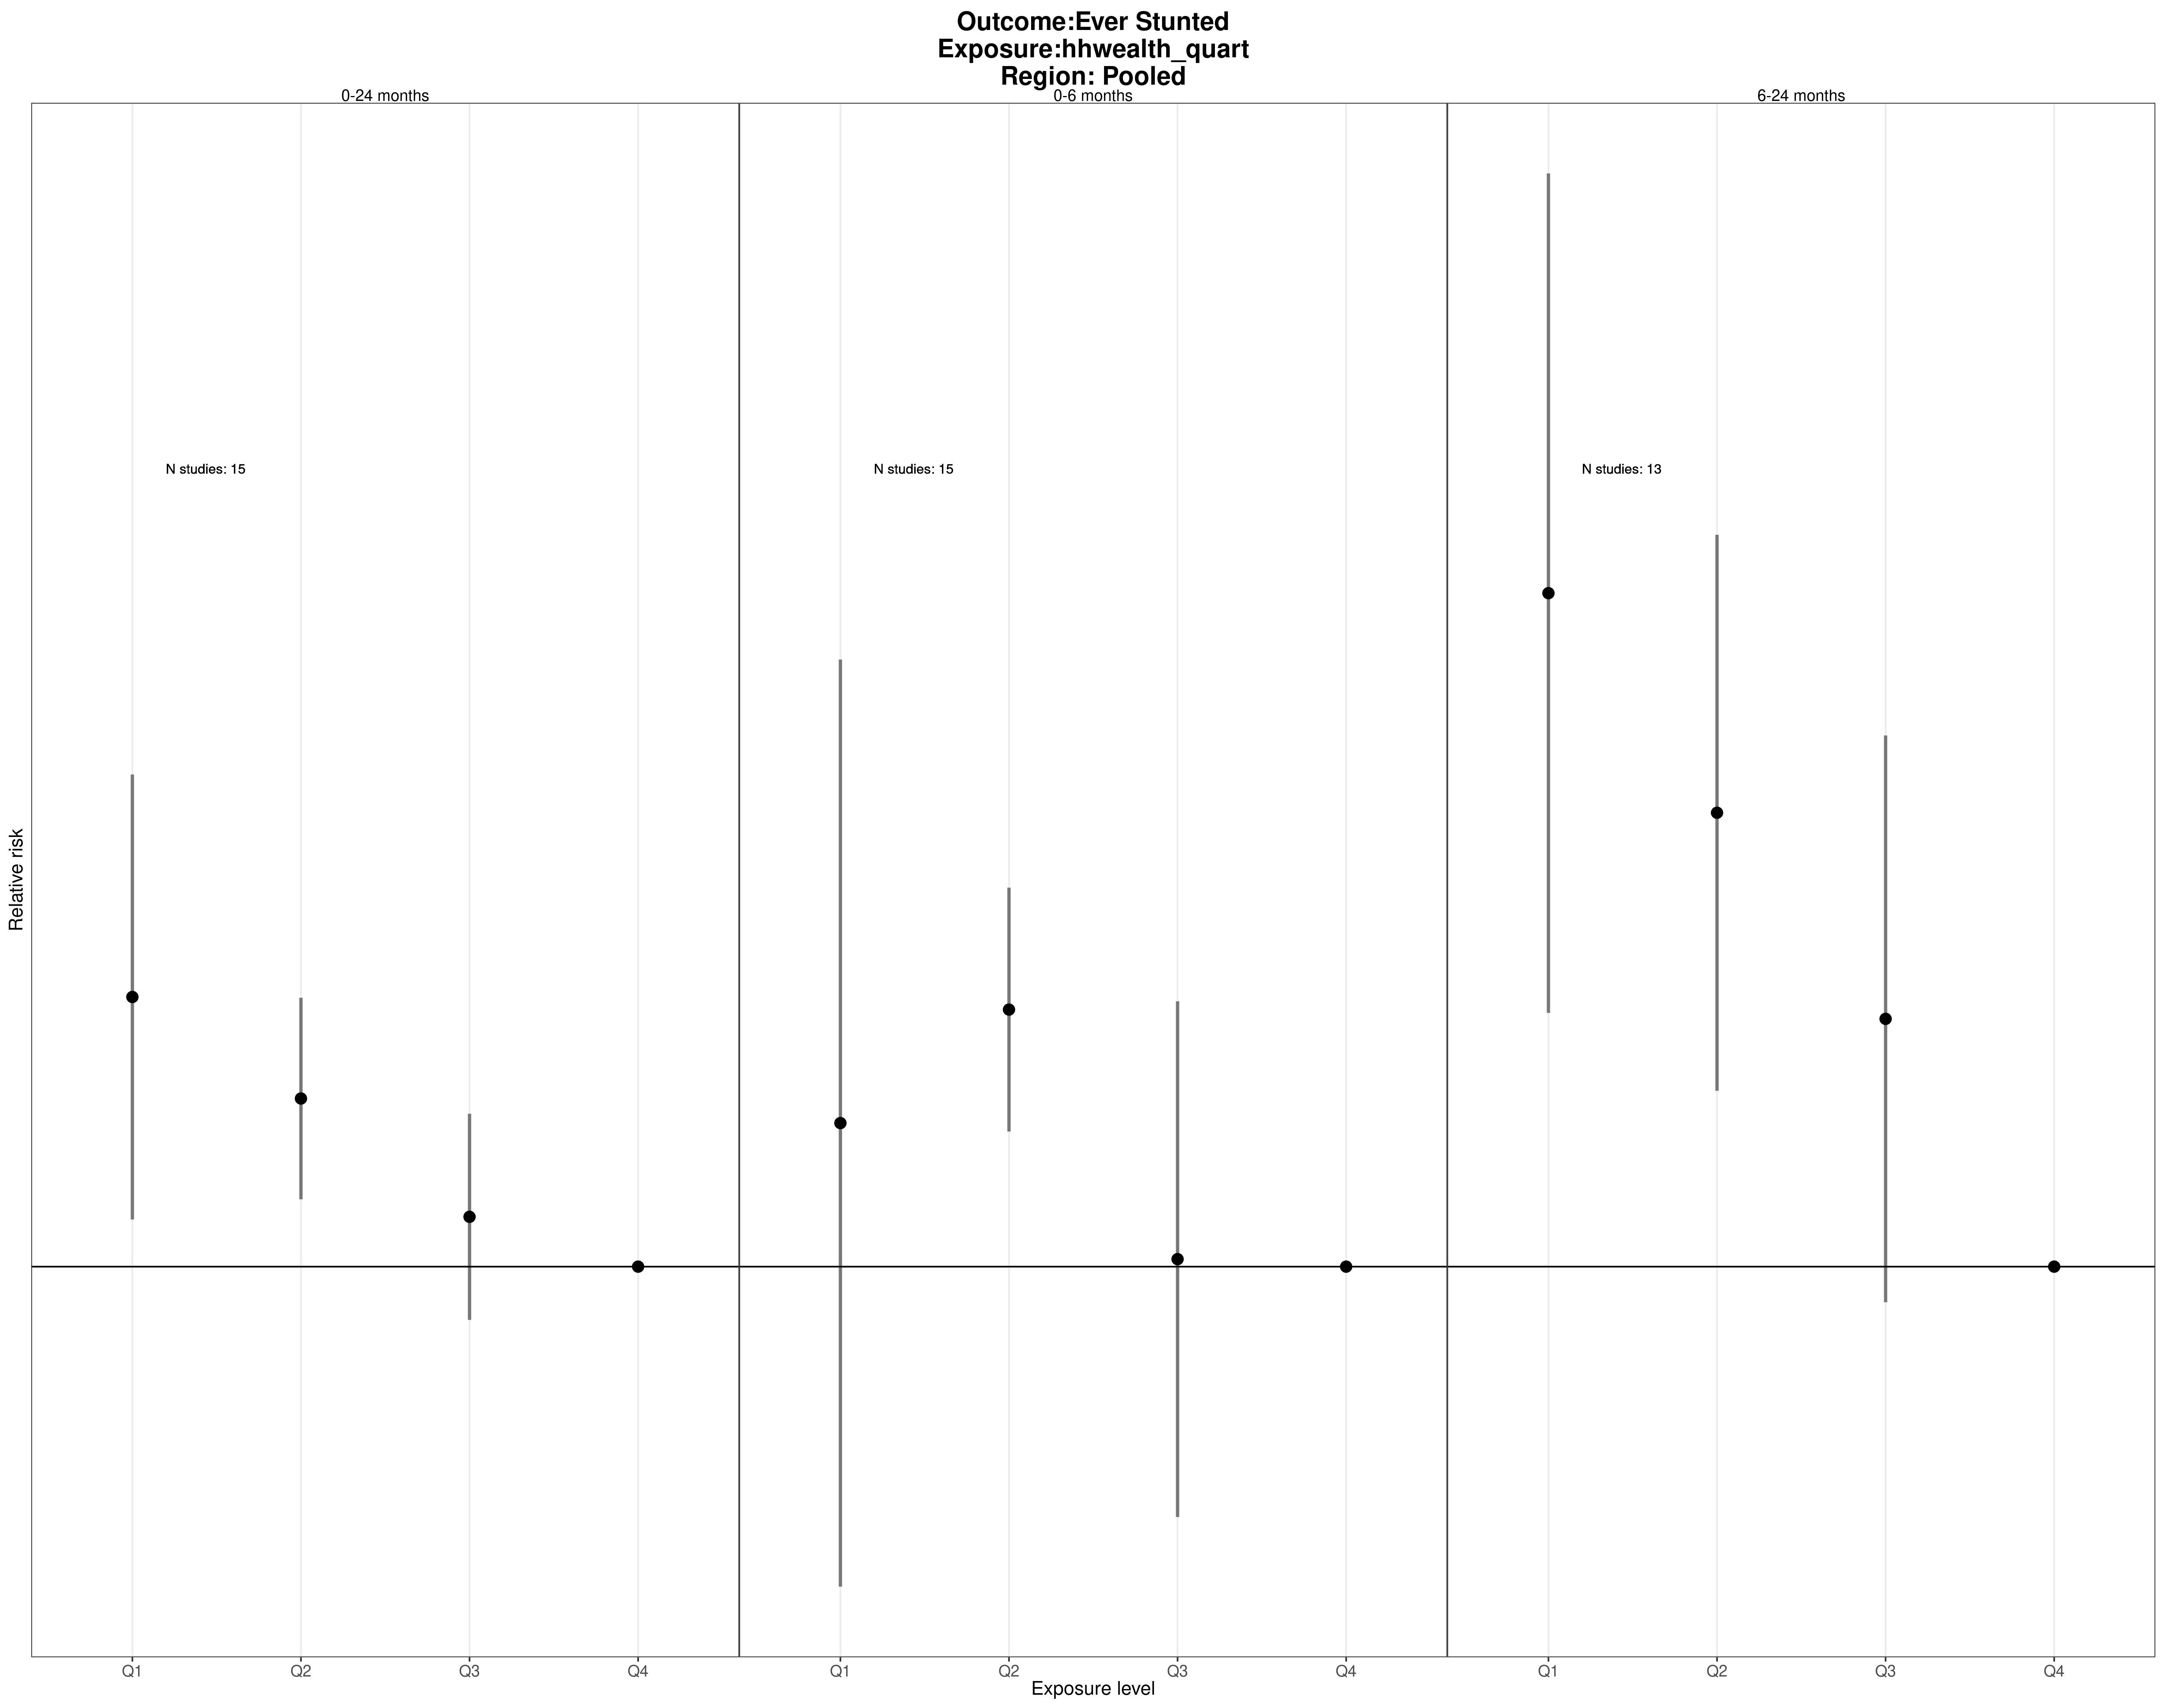 Outcome:Ever Stunted
Exposure:hhwealth_quart
Region: Pooled
0-24 months
0-6 months
6-24 months
N studies: 15
N studies: 15
N studies: 13
Relative risk
Q1
Q2
Q3
Q4
Q1
Q2
Q3
Q4
Q1
Q2
Q3
Q4
Exposure level